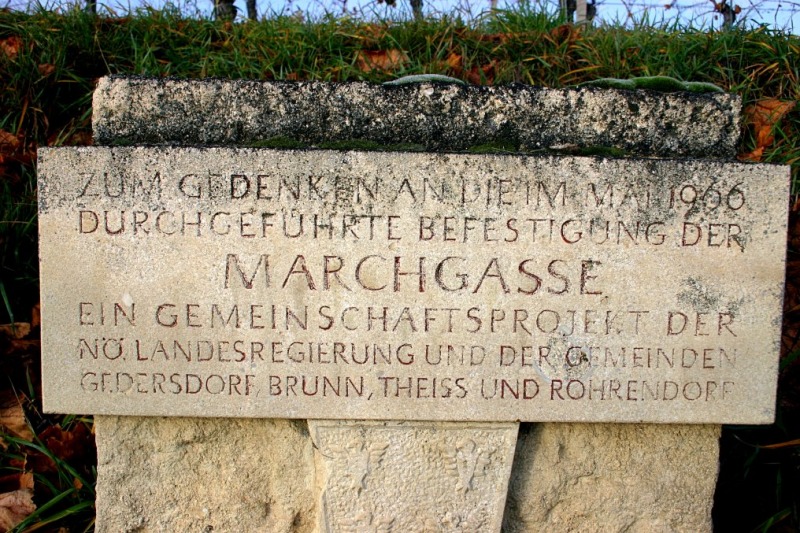 ZUM GEDENKEN AN DIE IM MAI 1966
DURCHGEFÜHRTE BEFESTIGUNG DER
MARCHGASSE
EIN GEMEINSCHAFTSPROJEKT DER
NÖ. LANDESREGIERUNG UND DER GEMEINDEN
GEDERSDORF, BRUNN, THEISS UND ROHRENDORF